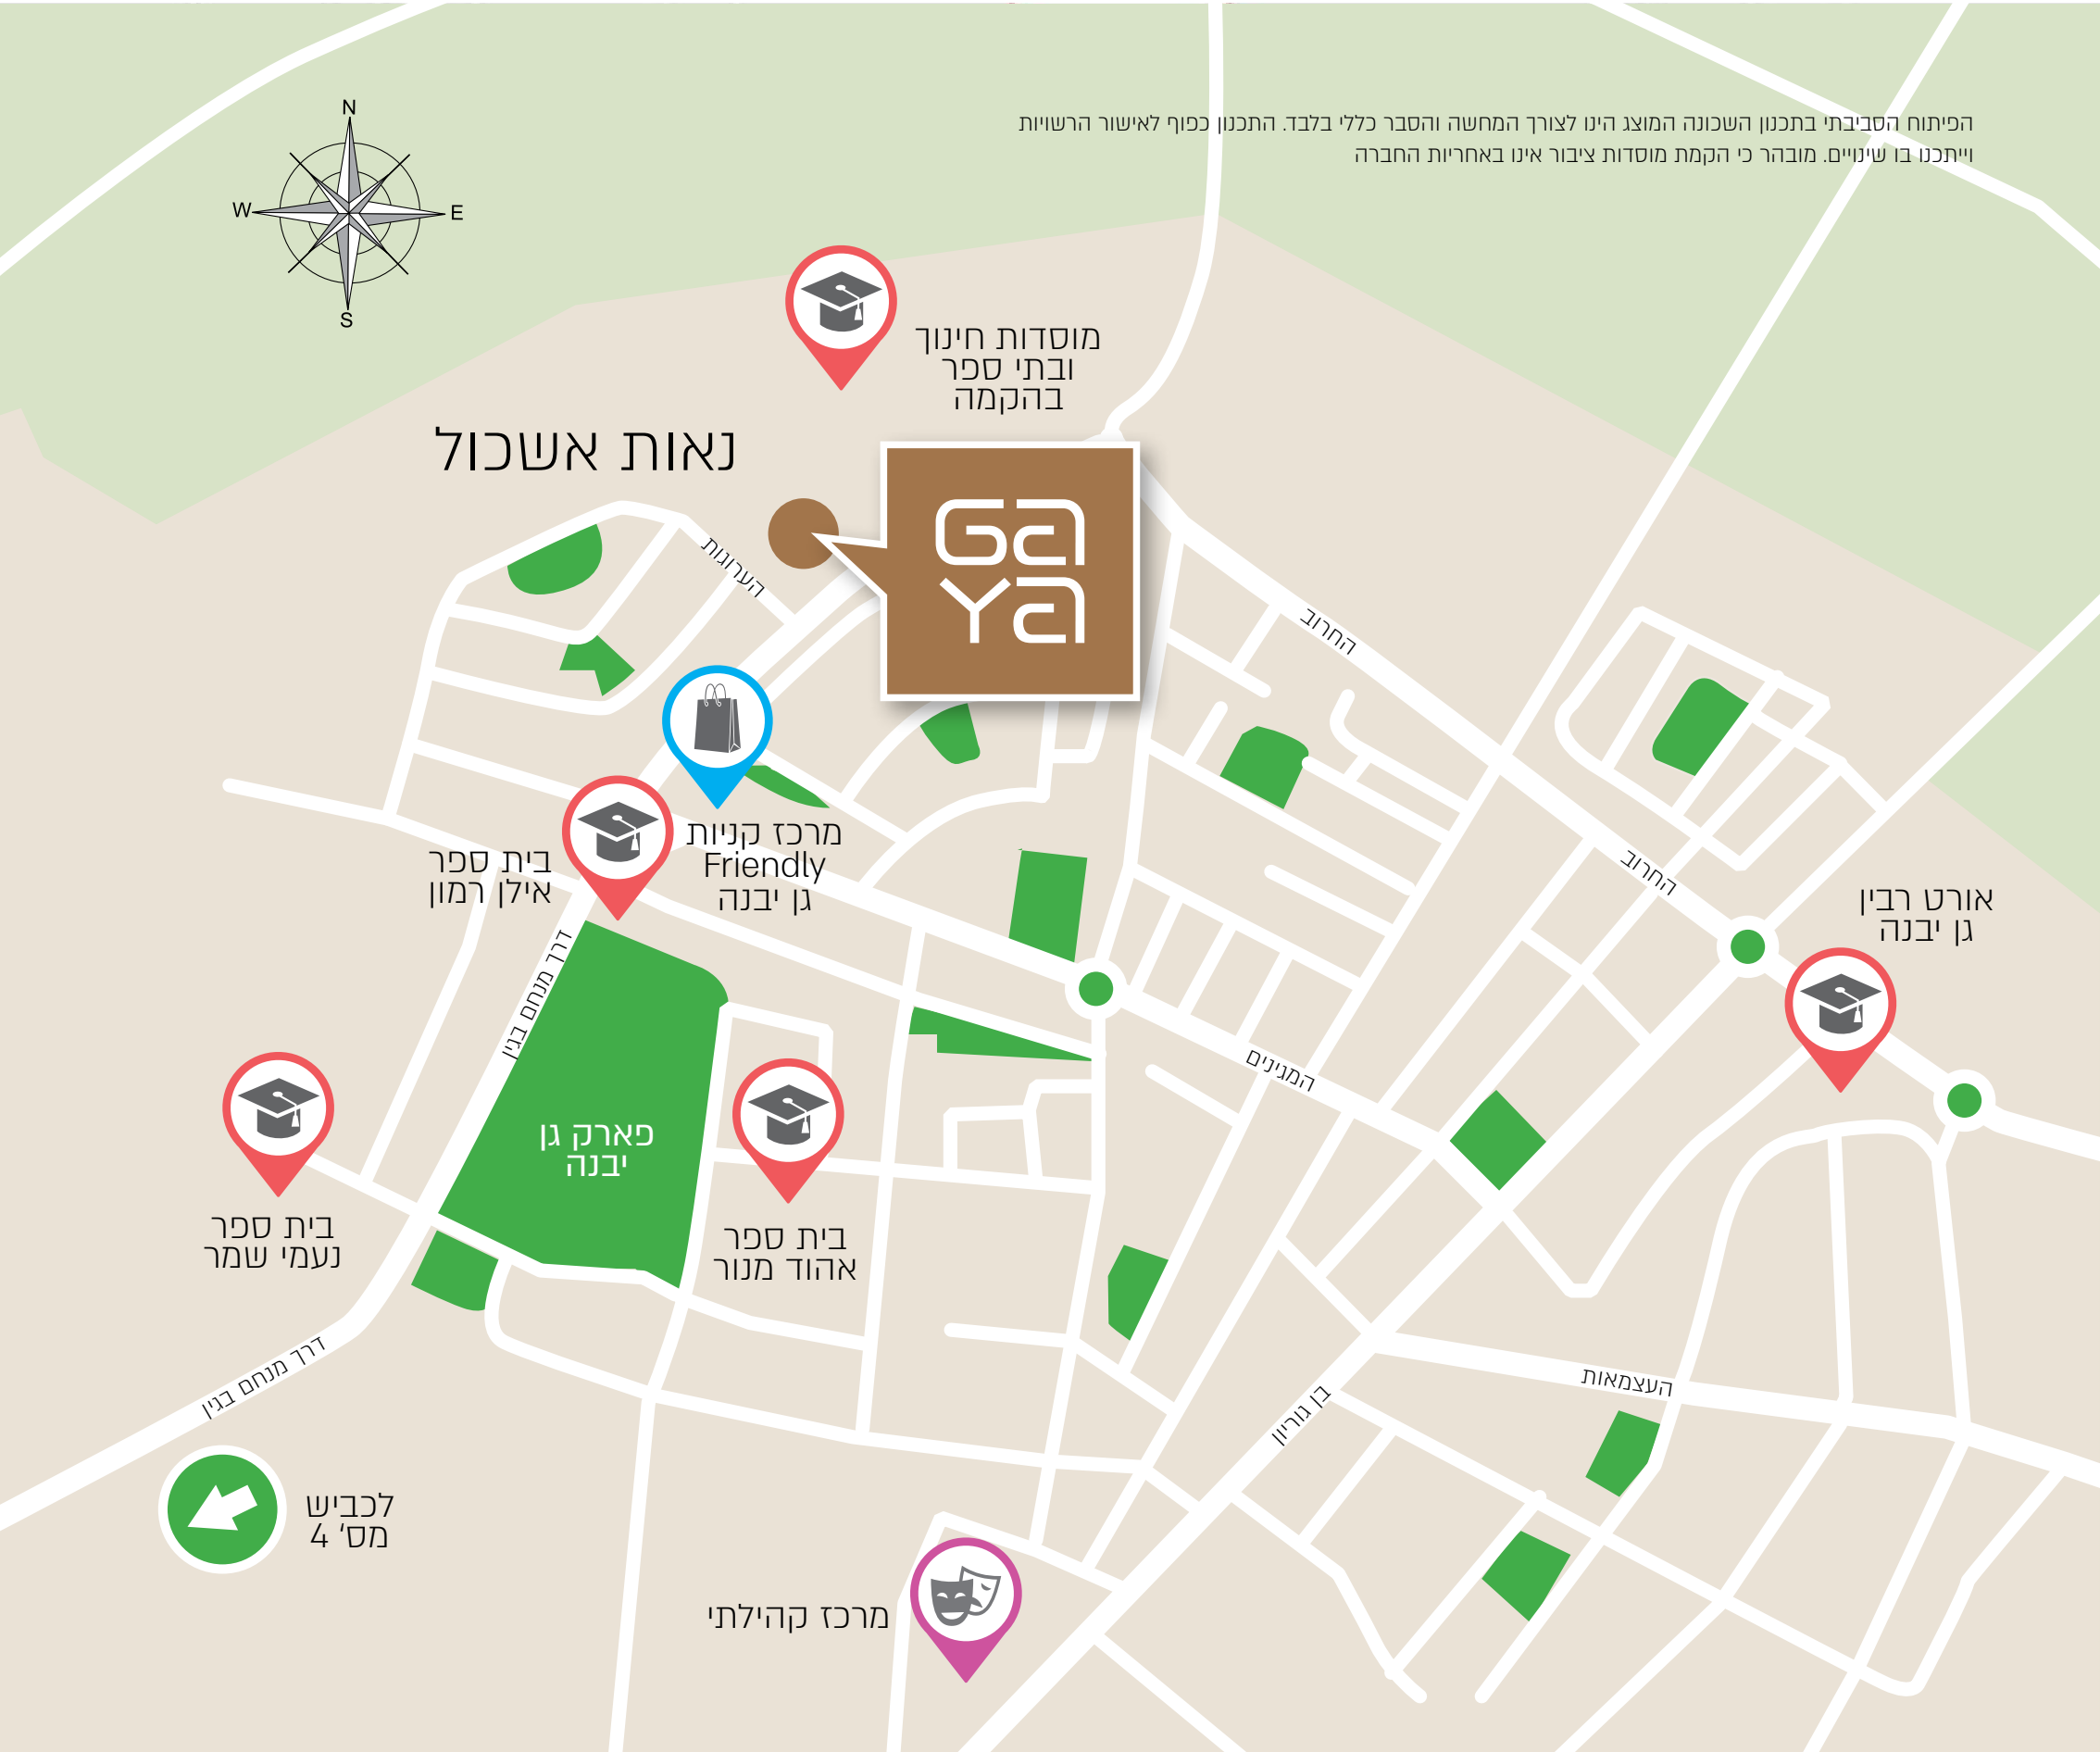 הפיתוח הסביבתי בתכנון השכונה המוצג הינו לצורך המחשה והסבר כללי בלבד. התכנון כפוף לאישור הרשויות
וייתכנו בו שינויים. מובהר כי הקמת מוסדות ציבור אינו באחריות החברה
N
W
E
S
מוסדות חינוך
ובתי ספר
בהקמה
נאות אשכול
GaYa
הערוגות
החרוב
מרכז קניות
Friendly
גן יבנה
בית ספר
אילן רמון
החרוב
אורט רבין
גן יבנה
דרך מנחם בגין
המגינים
פארק גן
יבנה
בית ספר
נעמי שמר
בית ספר
אהוד מנור
דרך מנחם בגין
העצמאות
בן גוריון
לכביש
מס' 4
מרכז קהילתי